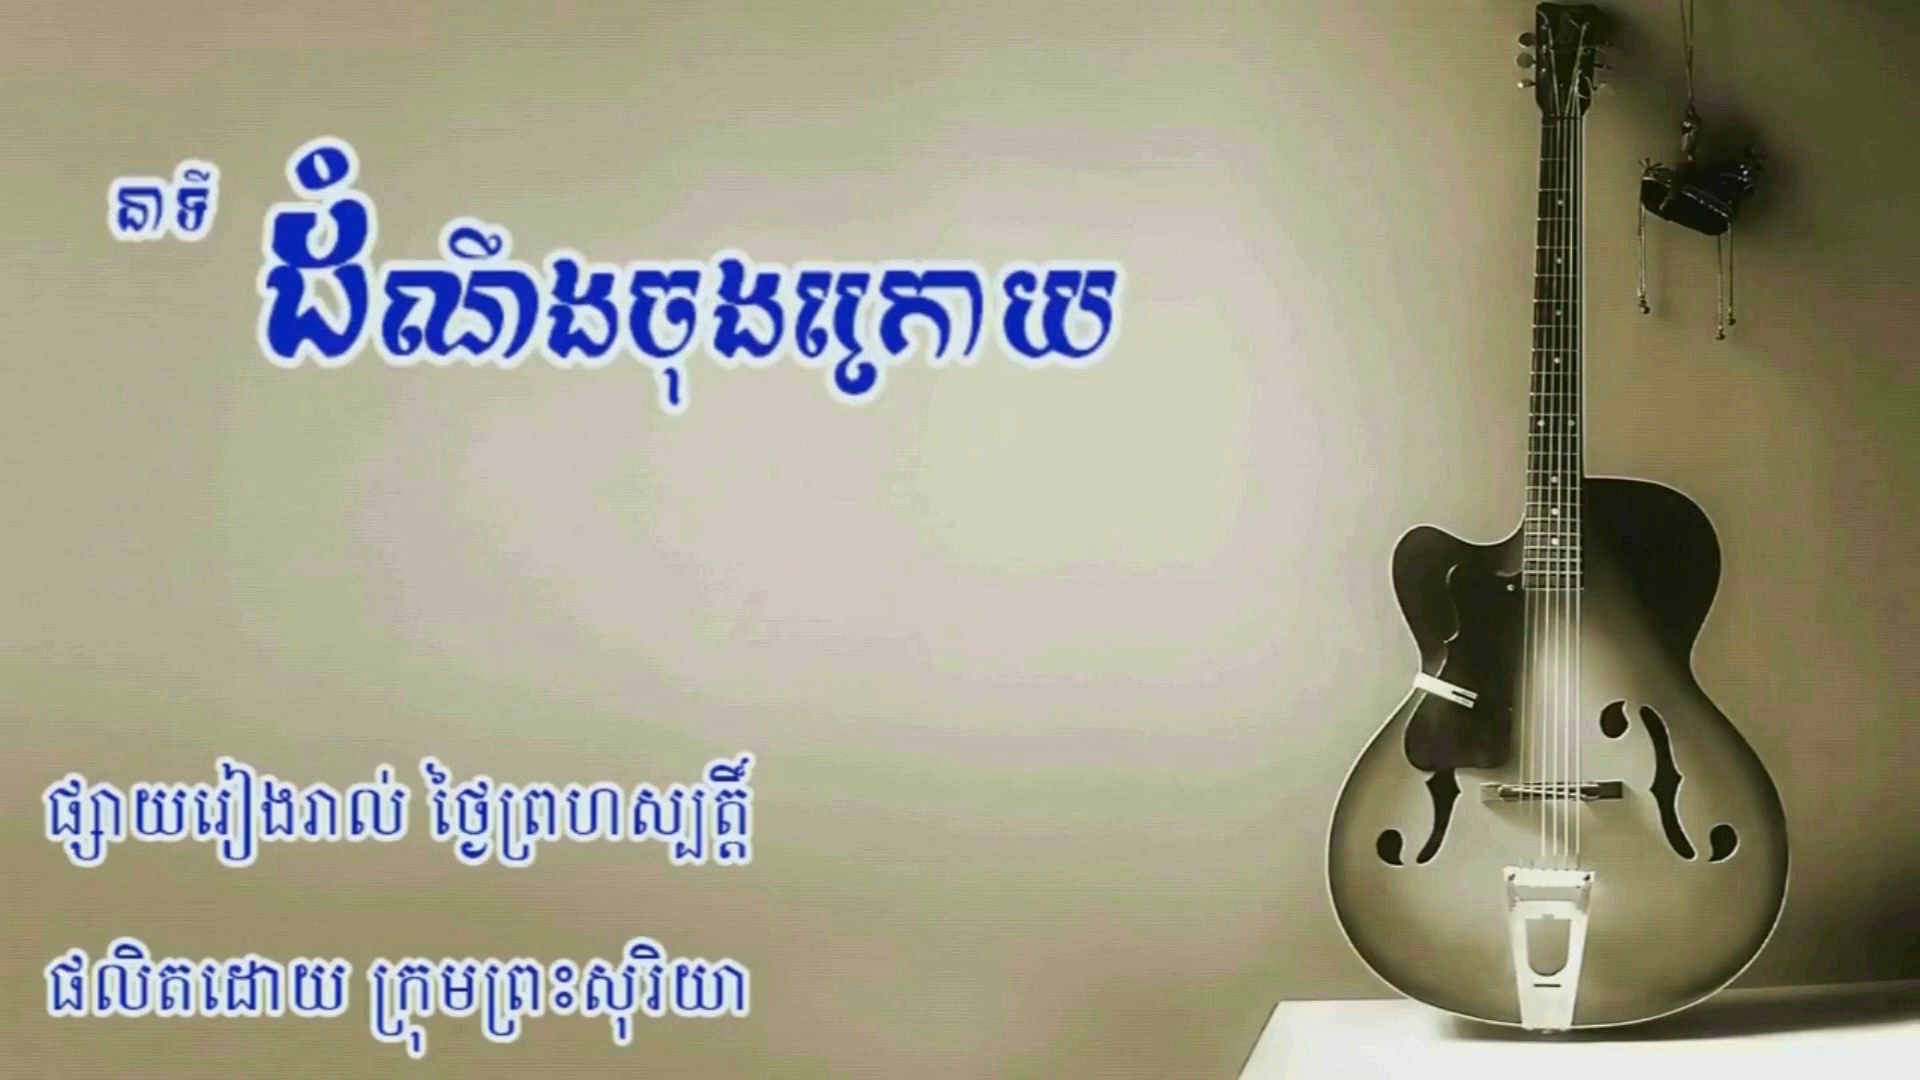 នាទី ដំណឹងចុងក្រោយ
ផ្សាយរៀងរាល់ ថ្ងៃព្រហស្បត្តិ៍
ផលិតដោយ ក្រុមព្រះសុរិយា